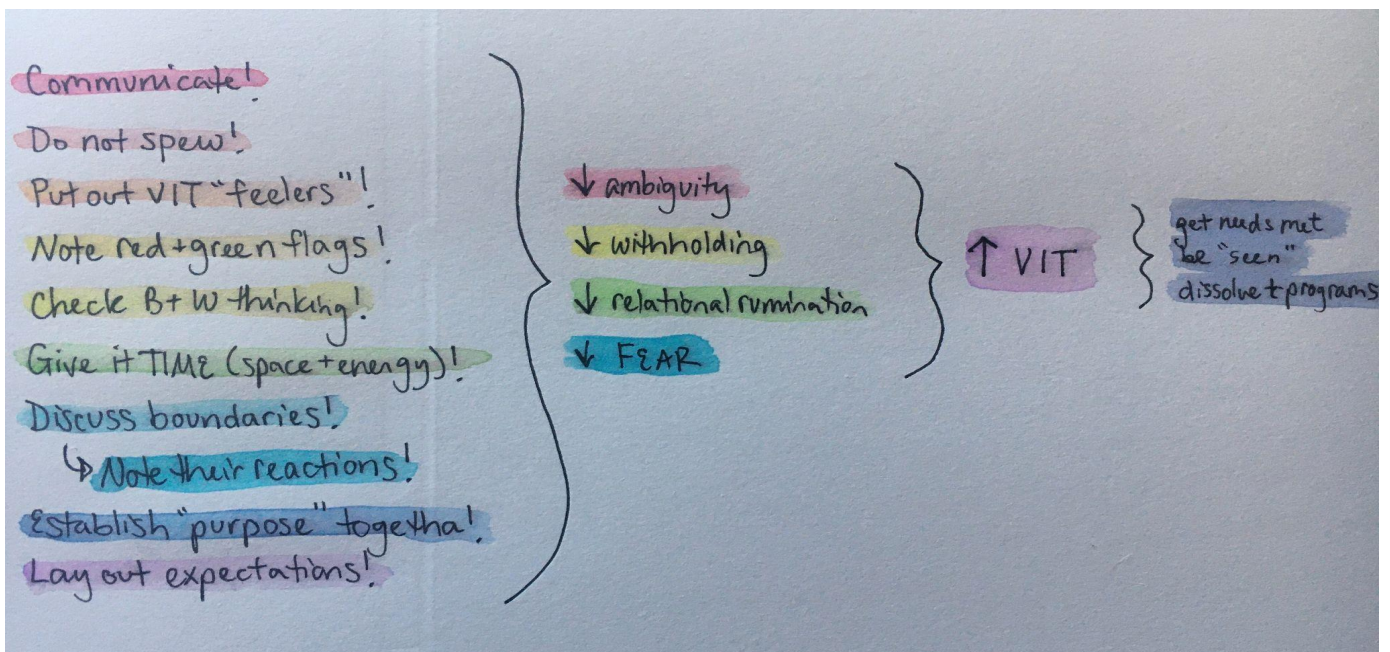 Communicate!
Do not spew!
Put out VIT "feelers"!
Note red+green flags!
Check B+W thinking!
Give it TIME (space+energy)!
Discuss boundaries!
↳ Note their reactions!
Establish "purpose" togetha!
Lay out expectations!
↓ ambiguity
↓ withholding
↓ relational rumination
↓ FEAR
↑ VIT
get needs met
be "seen"
dissolve t programs